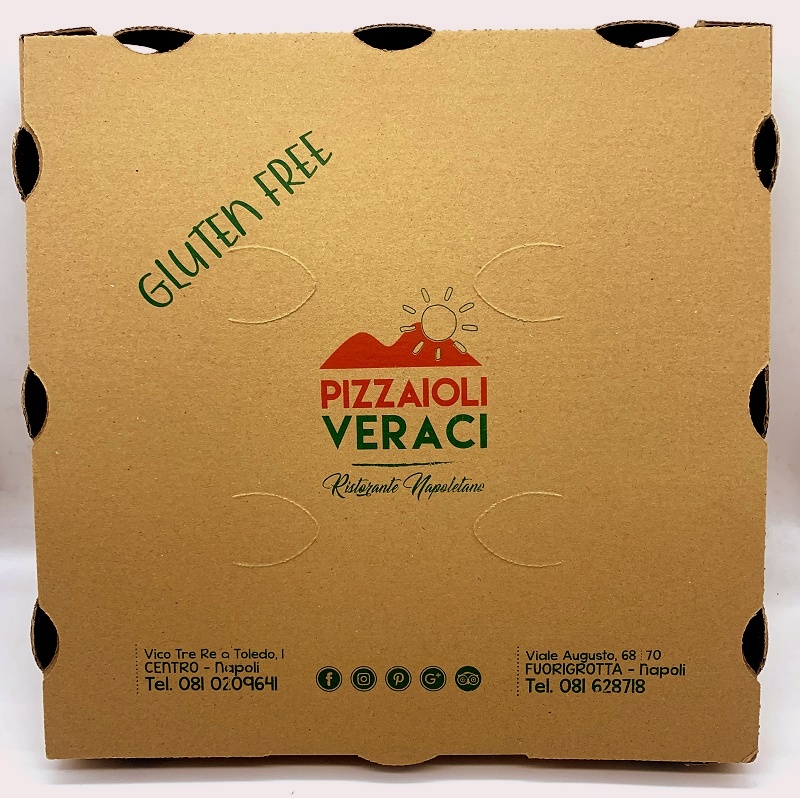 GLUTEN FREE
PIZZAIOLI
VERACI
Ristorante Napoletano
Vico Tre Re a Toledo, 1
CENTRO - Napoli
Tel. 081 0209641
Viale Augusto, 68 70
FUORIGROTTA - Napoli
Tel. 081 628718